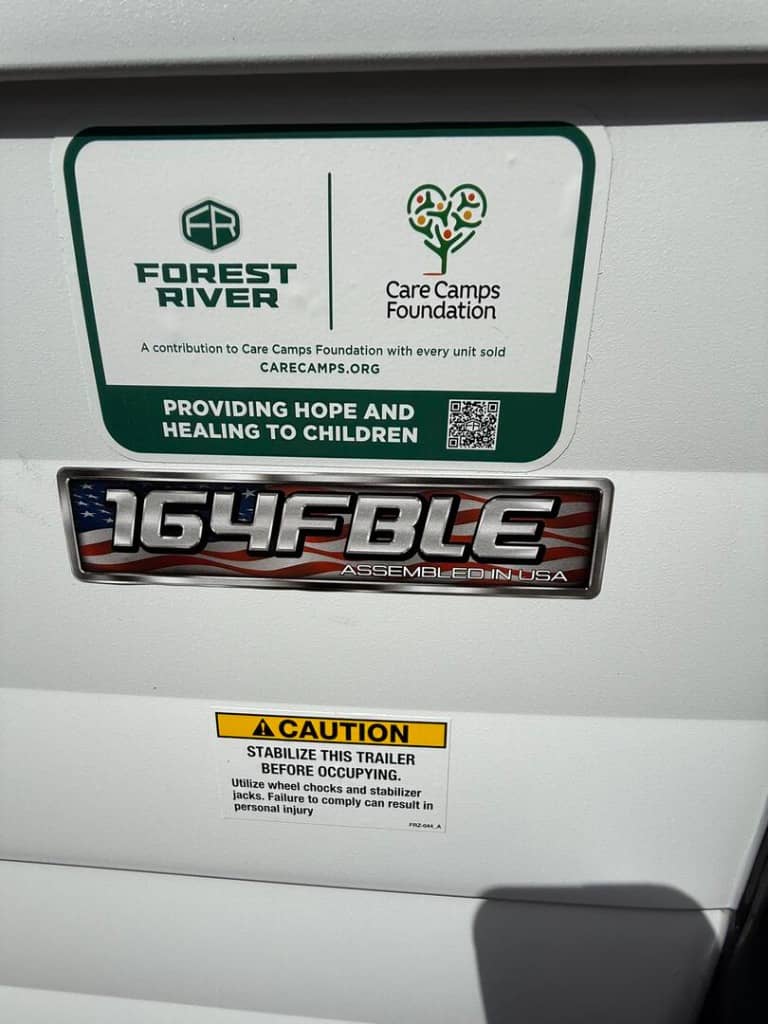 FR
FOREST
RIVER
Care Camps
Foundation
A contribution to Care Camps Foundation with every unit sold
CARECAMPS.ORG
PROVIDING HOPE AND
HEALING TO CHILDREN
164FBLE
ASSEMBLED IN USA
CAUTION
STABILIZE THIS TRAILER
BEFORE OCCUPYING.
Utilize wheel chocks and stabilizer
jacks. Failure to comply can result in
personal injury
FRZ-044_A